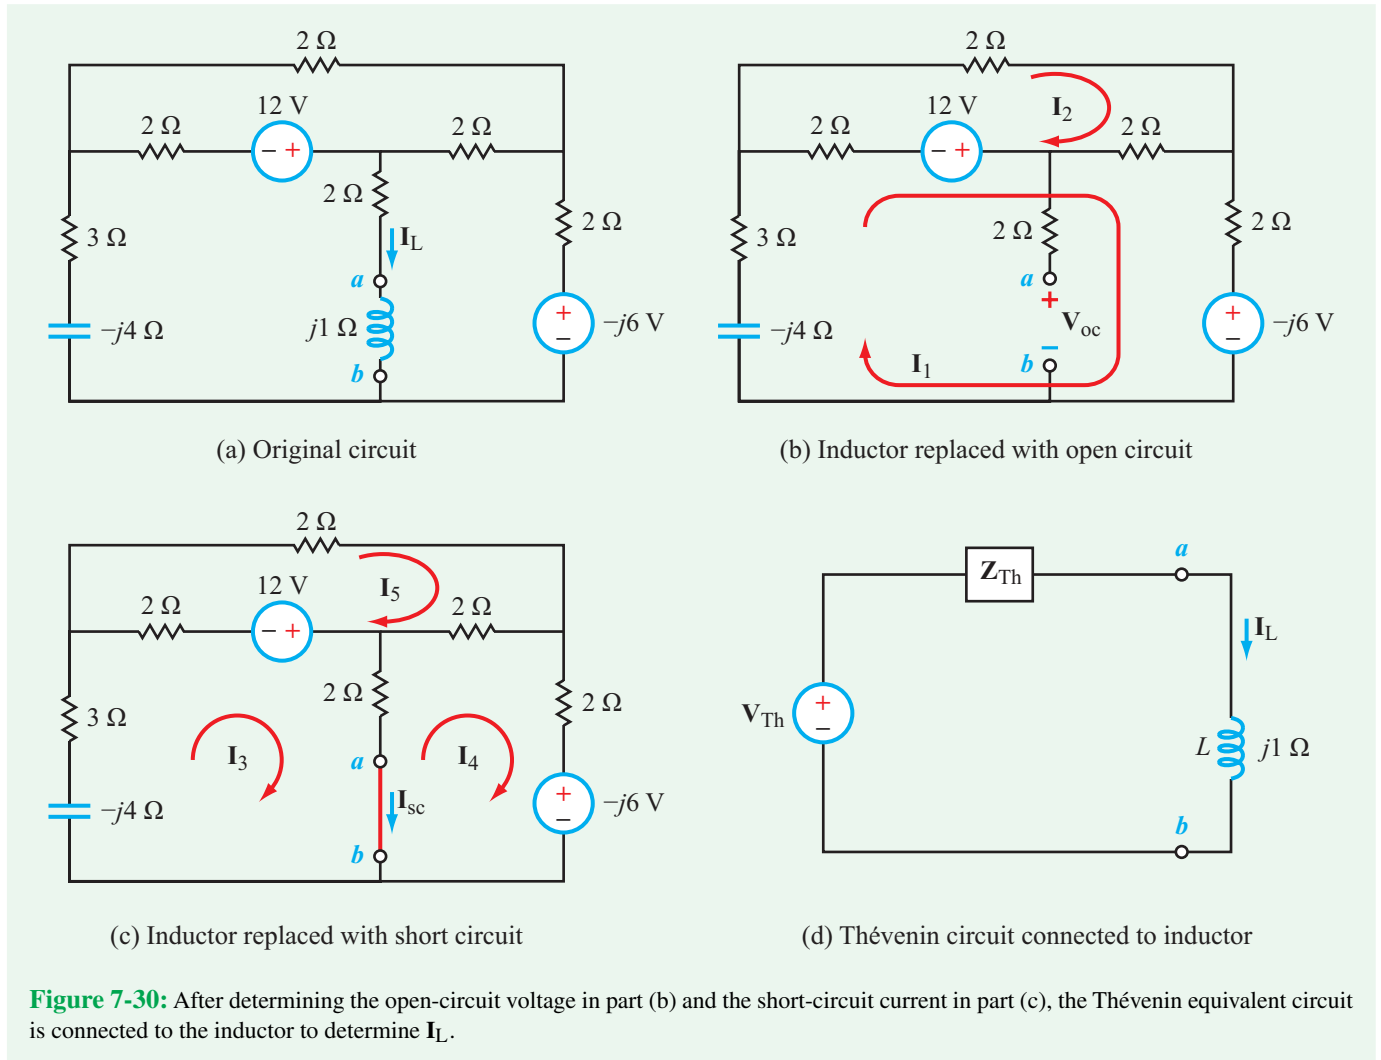 2 Ω
12 V
2 Ω
− +
2 Ω
2 Ω
3 Ω
I_L
2 Ω
a
−j4 Ω
j1 Ω
+
−
−j6 V
b
(a) Original circuit
2 Ω
12 V
I_2
2 Ω
− +
2 Ω
3 Ω
2 Ω
2 Ω
a
+
−j4 Ω
V_oc
+
−
−j6 V
−
b
I_1
(b) Inductor replaced with open circuit
2 Ω
12 V
I_5
2 Ω
− +
2 Ω
2 Ω
3 Ω
2 Ω
I_3
a
I_4
−j4 Ω
I_sc
+
−
−j6 V
b
(c) Inductor replaced with short circuit
Z_Th
a
I_L
V_Th
+
−
L
j1 Ω
b
(d) Thévenin circuit connected to inductor
Figure 7-30: After determining the open-circuit voltage in part (b) and the short-circuit current in part (c), the Thévenin equivalent circuit
is connected to the inductor to determine I_L.